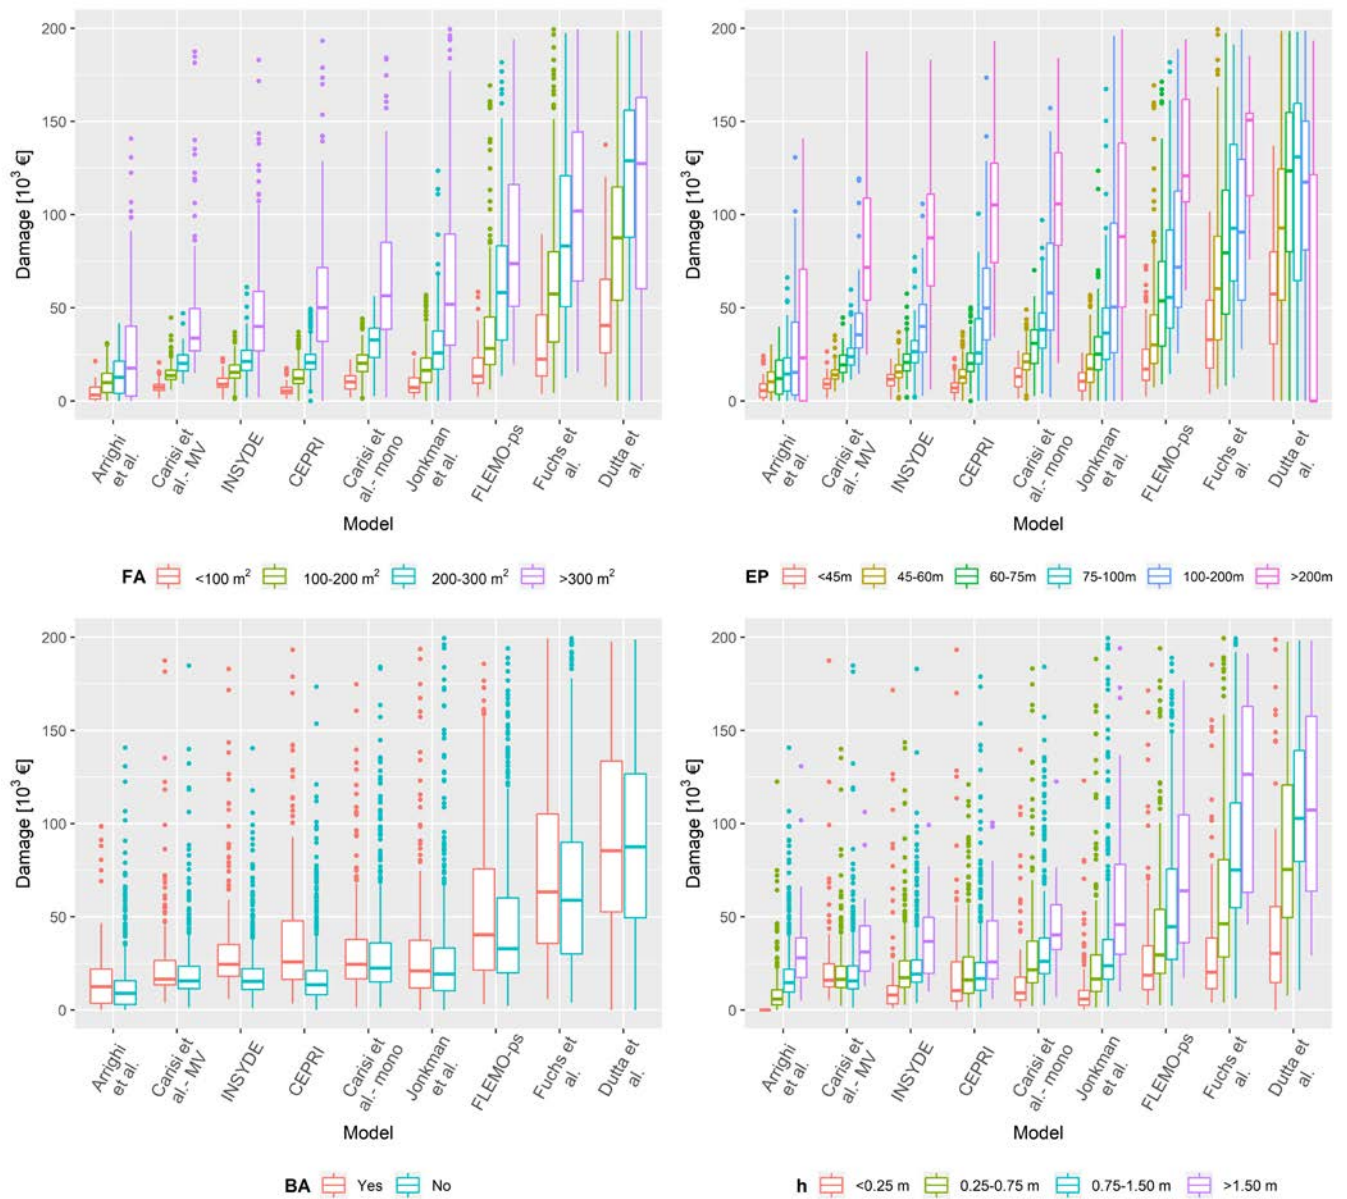 200
150
100
50
0
Damage [10³ €]
Arrighi
et al.
Carisi et
al.- MV
INSYDE
CEPRI
Carisi et
al.- mono
Jonkman
et al.
FLEMO-ps
Fuchs et
al.
Dutta et
al.
Model
FA <100 m² 100-200 m² 200-300 m² >300 m²
200
150
100
50
0
Damage [10³ €]
Arrighi
et al.
Carisi et
al.- MV
INSYDE
CEPRI
Carisi et
al.- mono
Jonkman
et al.
FLEMO-ps
Fuchs et
al.
Dutta et
al.
Model
EP <45m 45-60m 60-75m 75-100m 100-200m >200m
200
150
100
50
0
Damage [10³ €]
Arrighi
et al.
Carisi et
al.- MV
INSYDE
CEPRI
Carisi et
al.- mono
Jonkman
et al.
FLEMO-ps
Fuchs et
al.
Dutta et
al.
Model
BA Yes No
200
150
100
50
0
Damage [10³ €]
Arrighi
et al.
Carisi et
al.- MV
INSYDE
CEPRI
Carisi et
al.- mono
Jonkman
et al.
FLEMO-ps
Fuchs et
al.
Dutta et
al.
Model
h <0.25 m 0.25-0.75 m 0.75-1.50 m >1.50 m